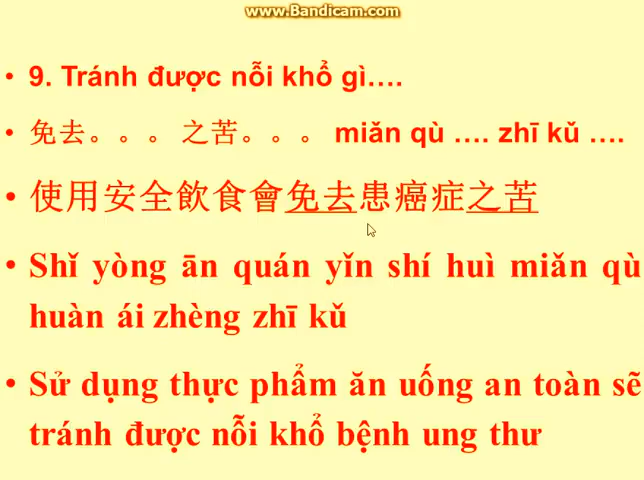 www.Bandicam.com
• 9. Tránh được nỗi khổ gì….
• 免去。。。 之苦。。。 miǎn qù …. zhī kǔ ….
• 使用安全飲食會免去患癌症之苦
• Shǐ yòng ān quán yǐn shí huì miǎn qù
huàn ái zhèng zhī kǔ
• Sử dụng thực phẩm ăn uống an toàn sẽ
tránh được nỗi khổ bệnh ung thư